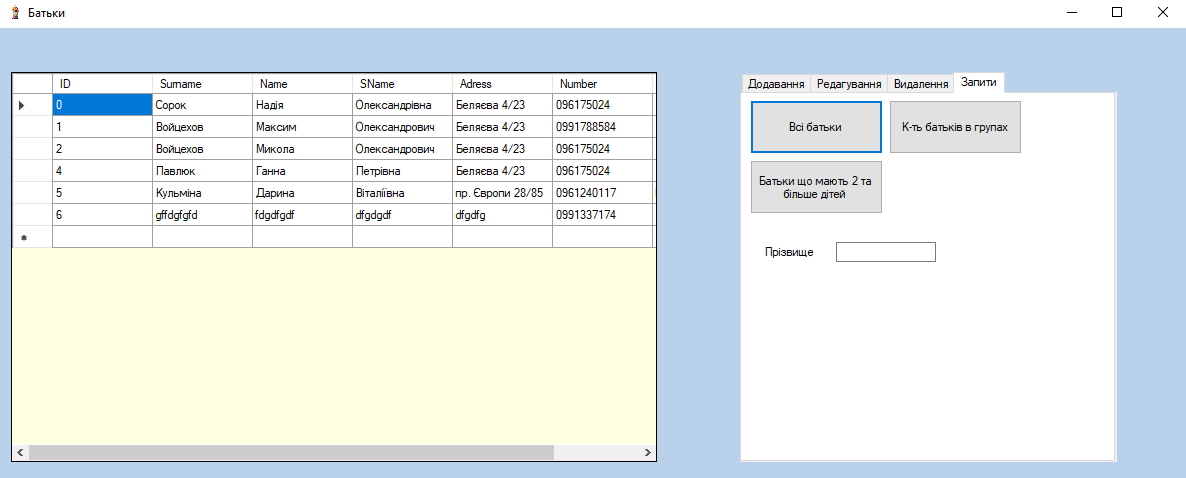 Батьки
ID Surname Name SName Adress Number
0 Сорок Надія Олександрівна Беляєва 4/23 096175024
1 Войцехов Максим Олександрович Беляєва 4/23 0991788584
2 Войцехов Микола Олександрович Беляєва 4/23 096175024
4 Павлюк Ганна Петрівна Беляєва 4/23 096175024
5 Кульміна Дарина Віталіївна пр. Європи 28/85 0961240117
6 gffdgfgfd fdgdfgdf dfgdgdf dfgdfg 0991337174
Додавання Редагування Видалення Запити
Всі батьки
К-ть батьків в групах
Батьки що мають 2 та
більше дітей
Прізвище